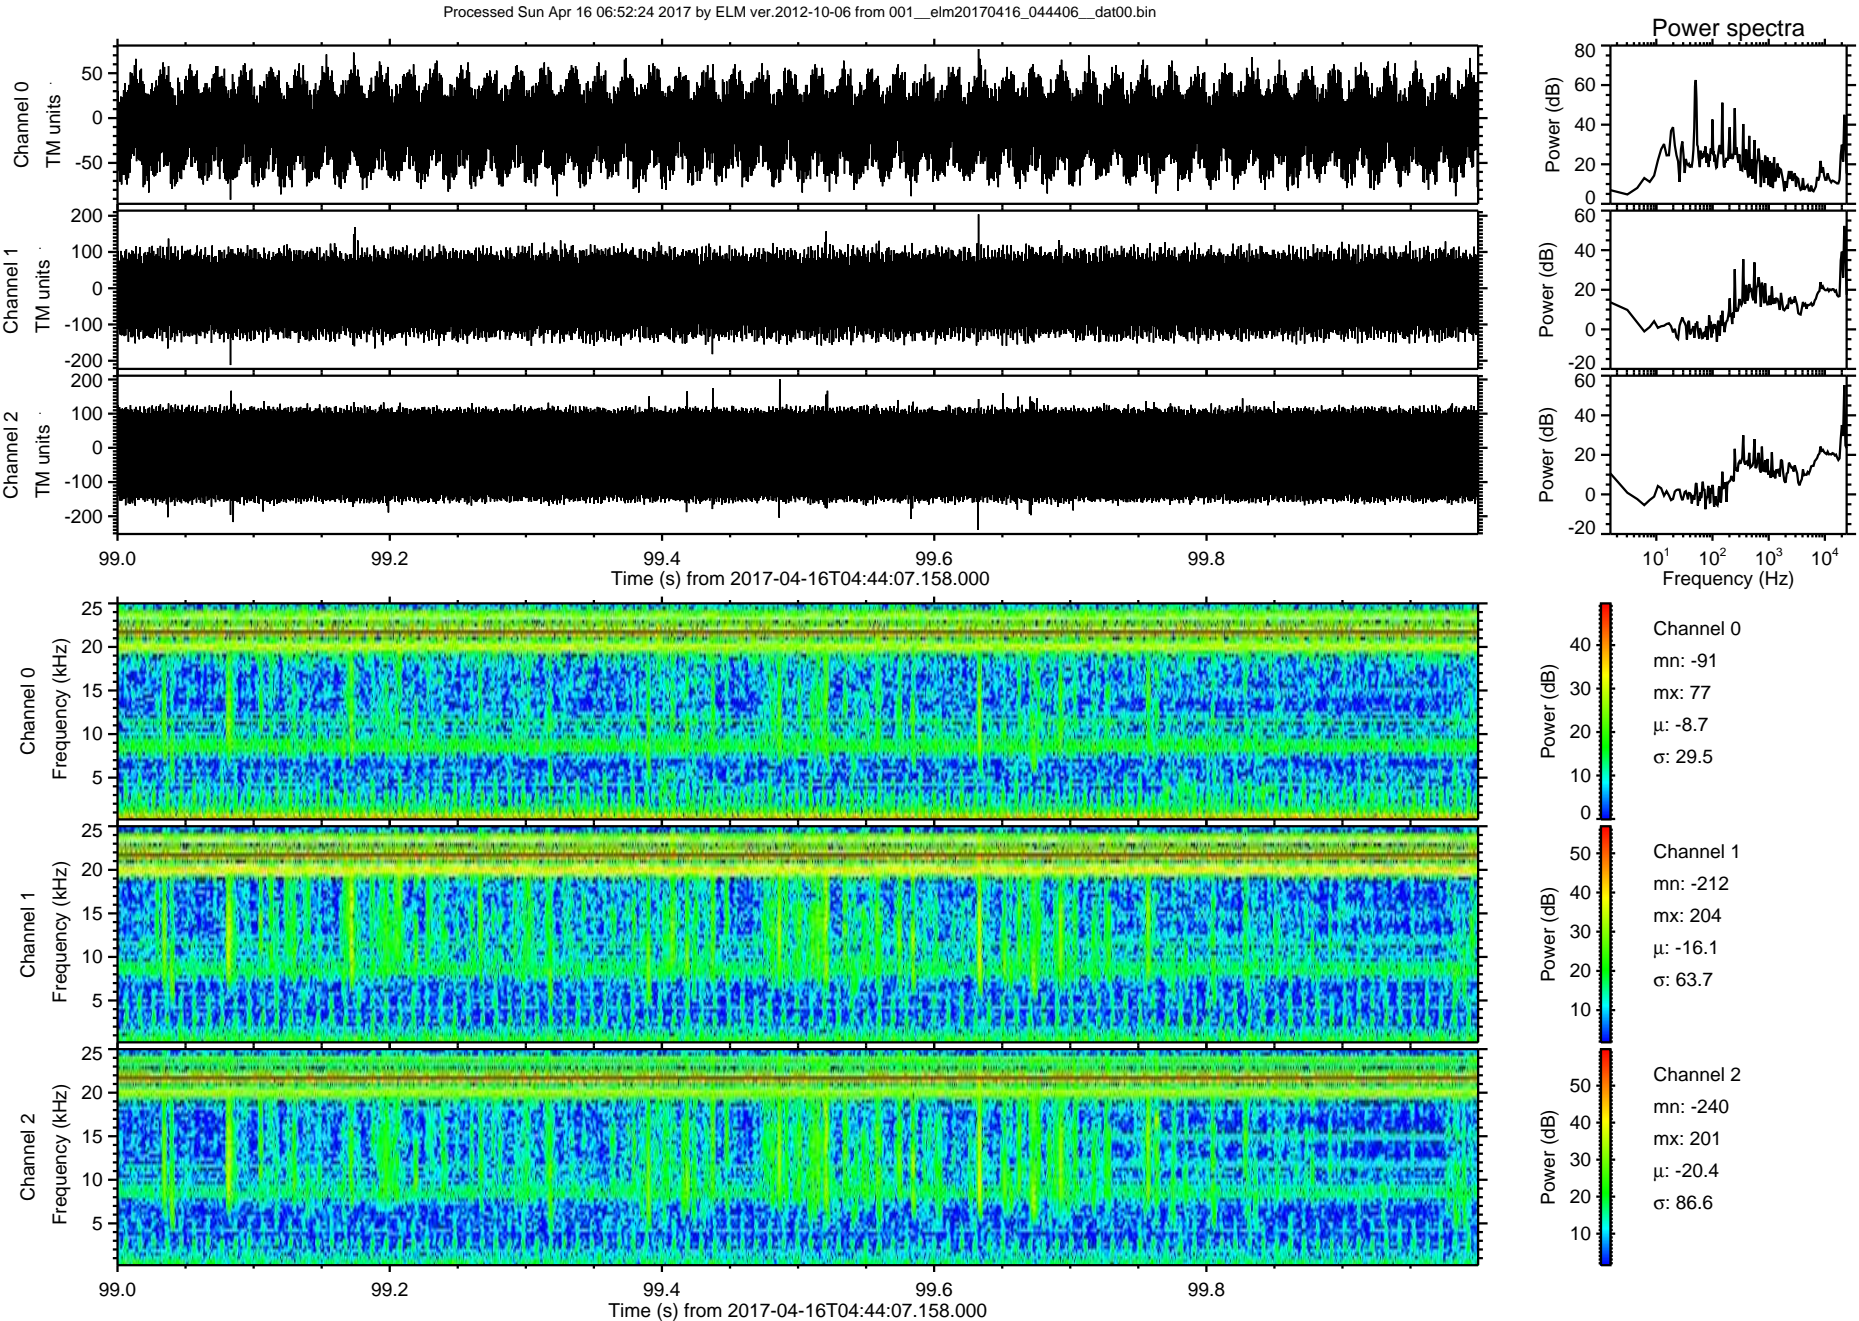 Processed Sun Apr 16 06:52:24 2017 by ELM ver.2012-10-06 from 001__elm20170416_044406__dat00.bin
Power spectra
Channel 0
TM units
50
0
-50
Power (dB)
80
60
40
20
0
Channel 1
TM units
200
100
0
-100
-200
Power (dB)
60
40
20
0
-20
Channel 2
TM units
200
100
0
-100
-200
Power (dB)
60
40
20
0
-20
99.0
99.2
99.4
99.6
99.8
Time (s) from 2017-04-16T04:44:07.158.000
10^1
10^2
10^3
10^4
Frequency (Hz)
Channel 0
Frequency (kHz)
25
20
15
10
5
Power (dB)
40
30
20
10
0
Channel 0
mn: -91
mx: 77
μ: -8.7
σ: 29.5
Channel 1
Frequency (kHz)
25
20
15
10
5
Power (dB)
50
40
30
20
10
Channel 1
mn: -212
mx: 204
μ: -16.1
σ: 63.7
Channel 2
Frequency (kHz)
25
20
15
10
5
Power (dB)
50
40
30
20
10
Channel 2
mn: -240
mx: 201
μ: -20.4
σ: 86.6
99.0
99.2
99.4
99.6
99.8
Time (s) from 2017-04-16T04:44:07.158.000